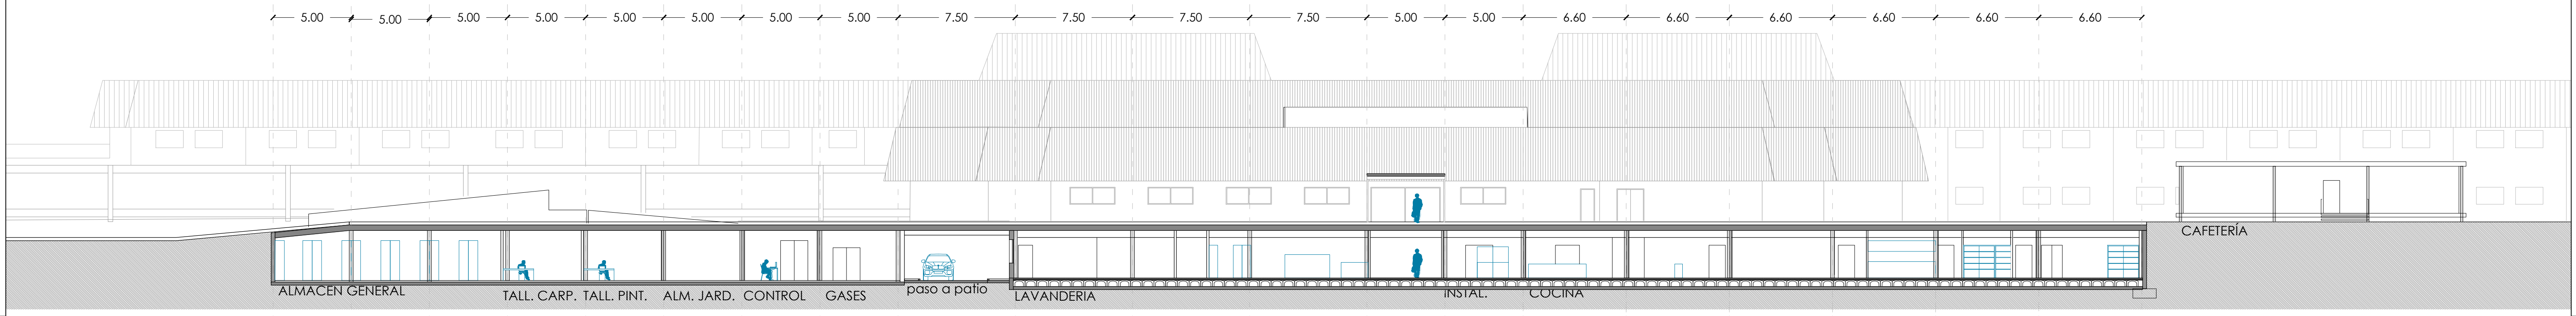 5.00 5.00 5.00 5.00 5.00 5.00 5.00 5.00 7.50 7.50 7.50 7.50 5.00 5.00 6.60 6.60 6.60 6.60 6.60 6.60
CAFETERÍA
ALMACEN GENERAL TALL. CARP. TALL. PINT. ALM. JARD. CONTROL GASES paso a patio LAVANDERIA INSTAL. COCINA